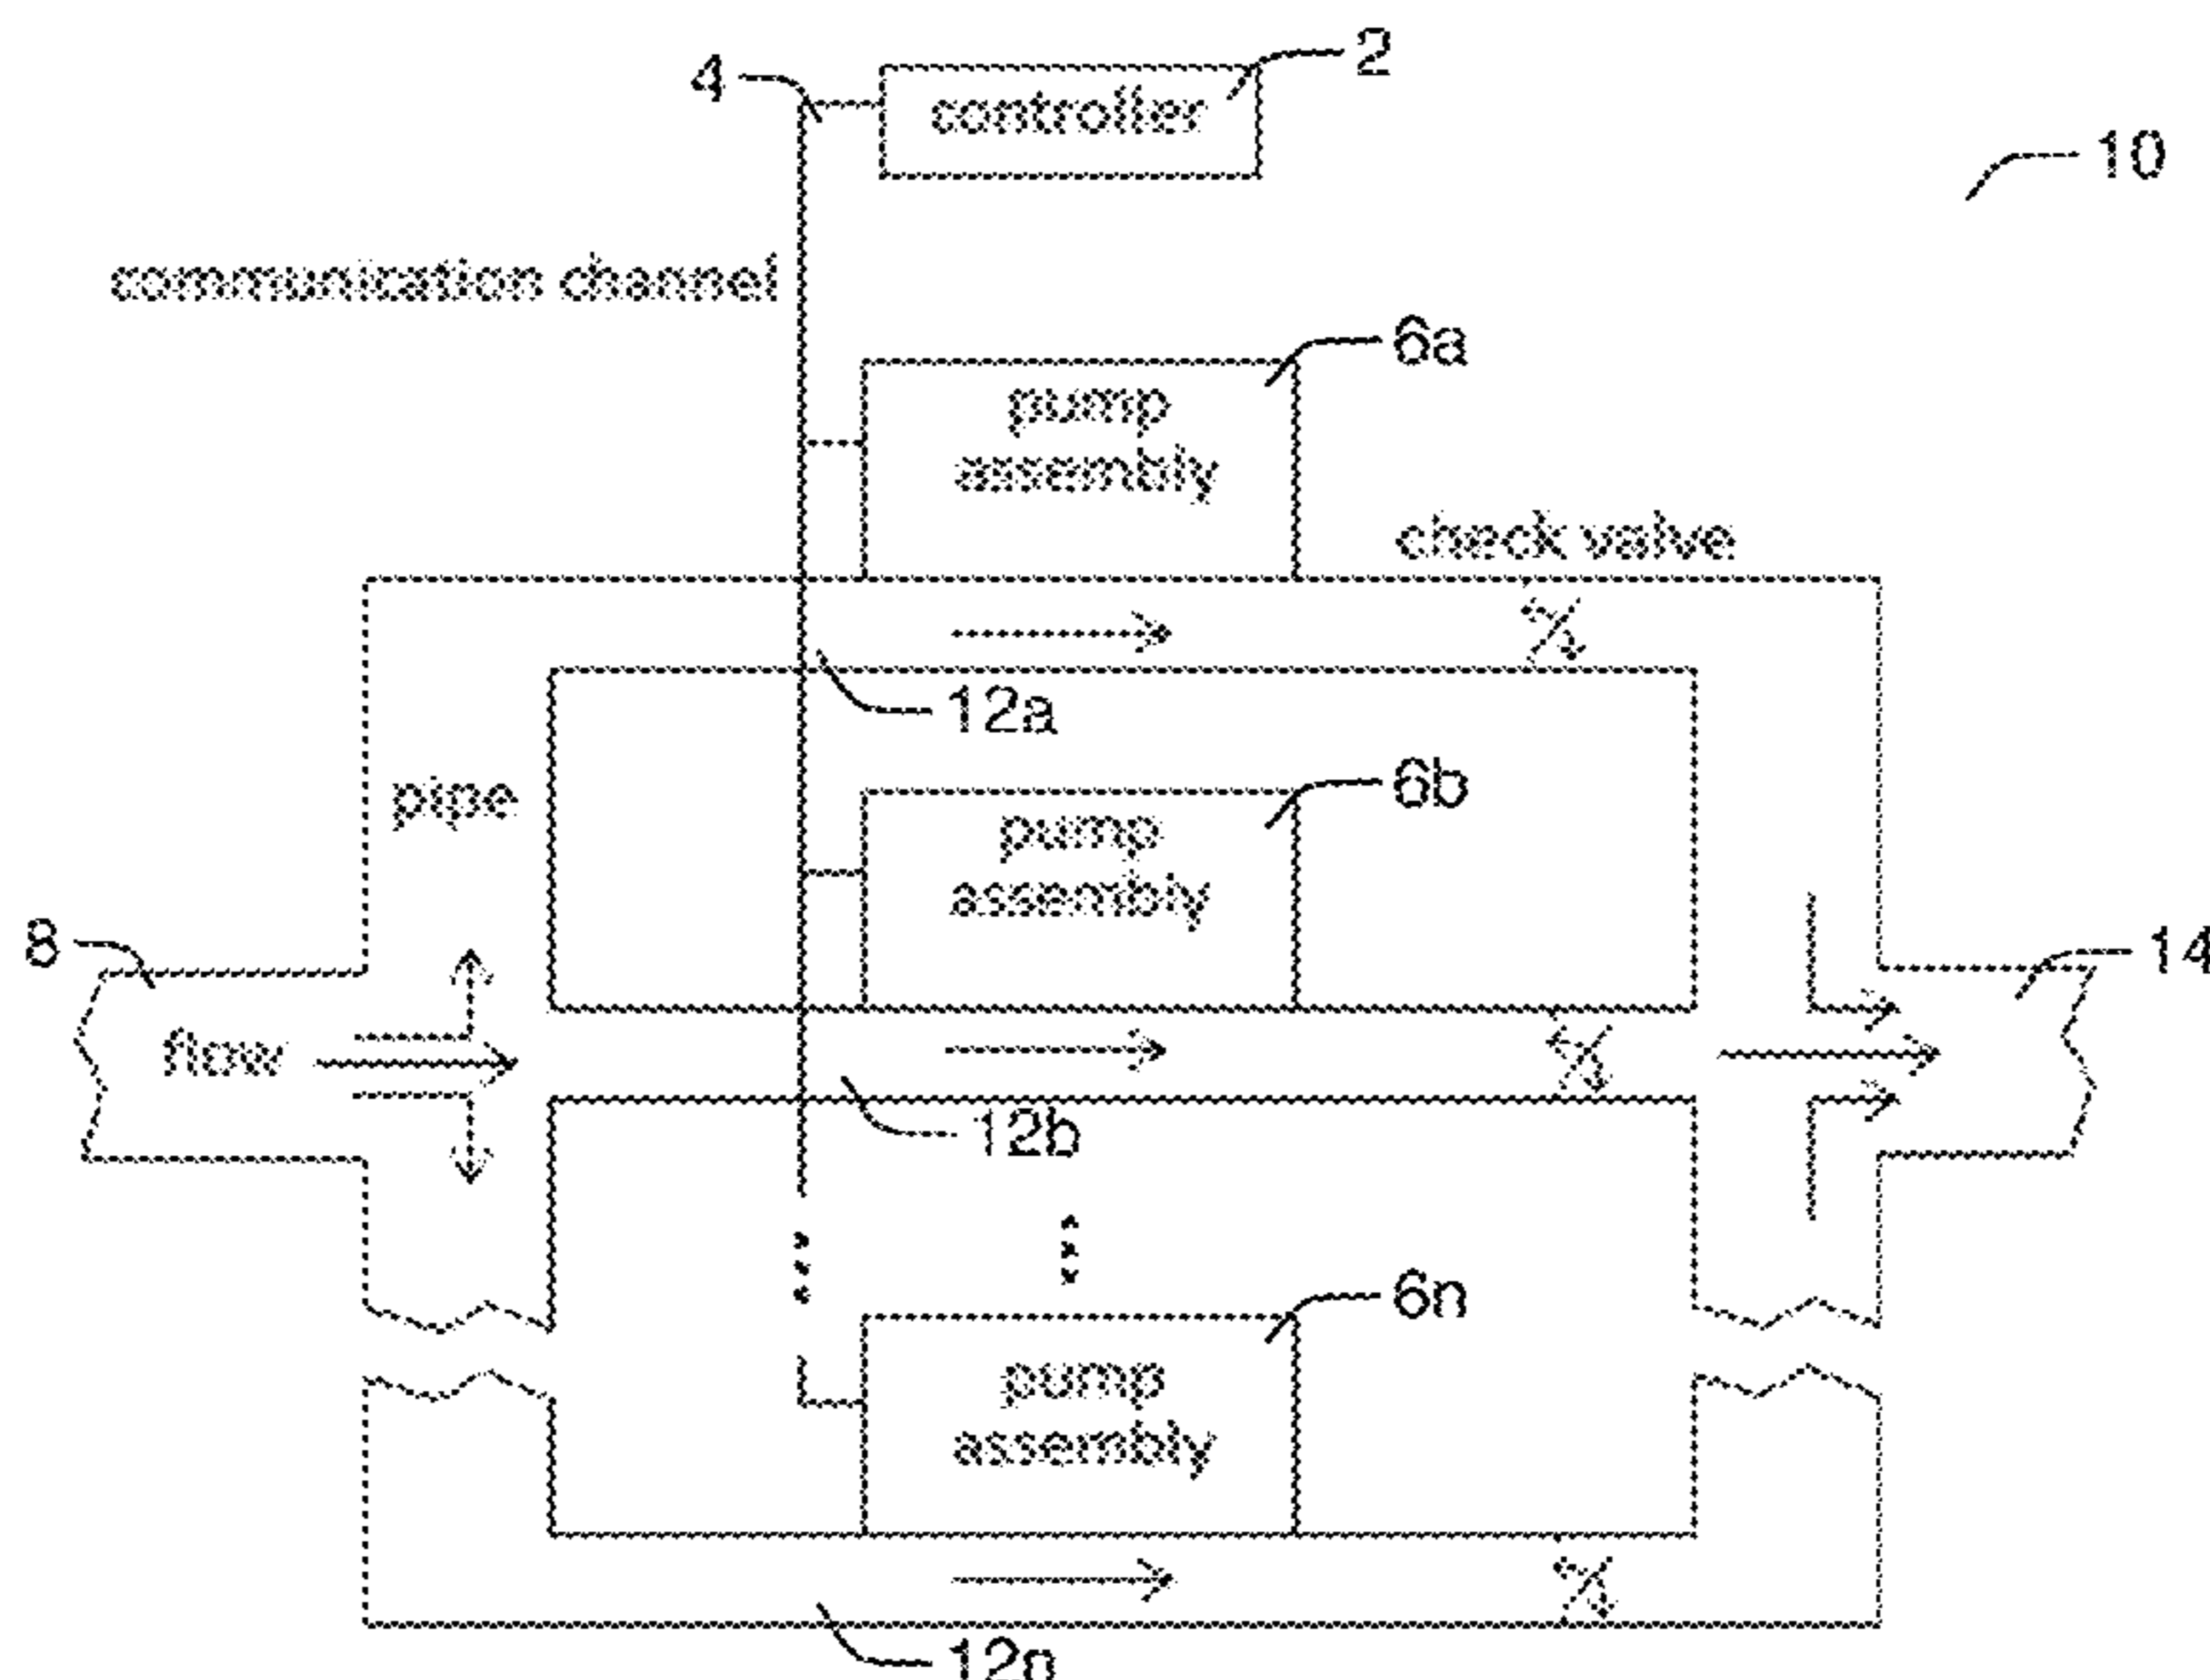 4
2
controller
10
communication channel
6a
pump
assembly
check valve
12a
pipe
6b
pump
assembly
8
14
flow
12b
6n
pump
assembly
12n